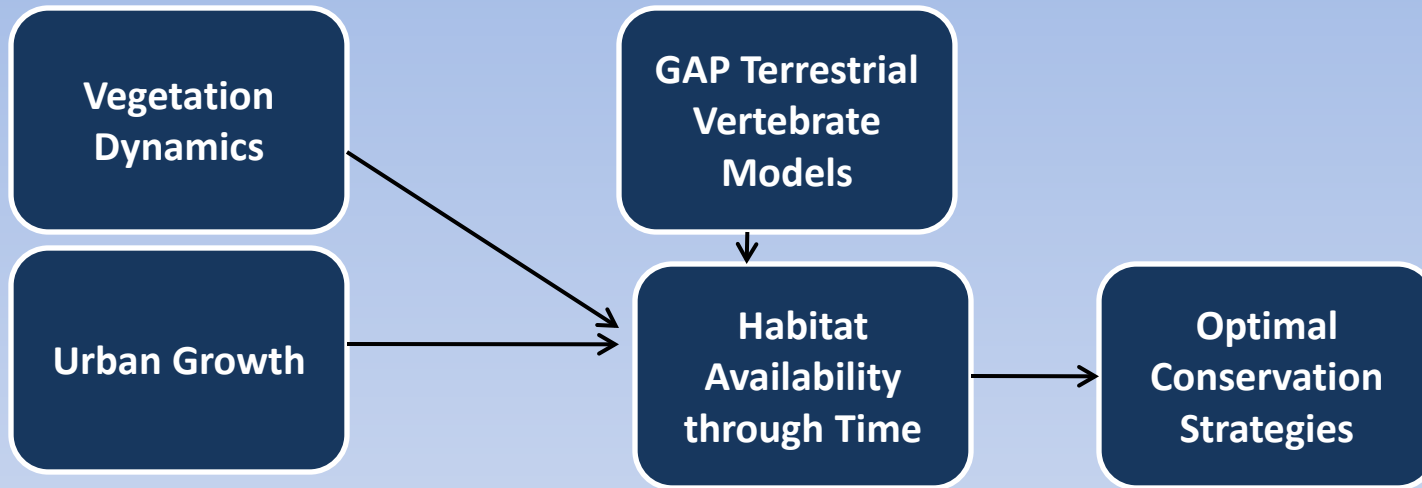 Vegetation
Dynamics
GAP Terrestrial
Vertebrate
Models
Urban Growth
Habitat
Availability
through Time
Optimal
Conservation
Strategies